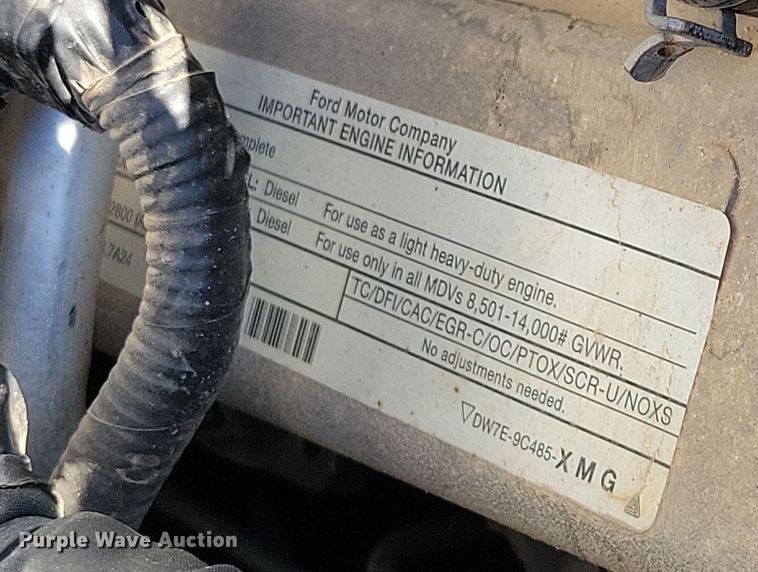 Ford Motor Company
IMPORTANT ENGINE INFORMATION
mplete
L: Diesel For use as a light heavy-duty engine.
2800 Diesel For use only in all MDVs 8,501-14,000# GVWR.
.7A24 TC/DFI/CAC/EGR-C/OC/PTOX/SCR-U/NOXS
No adjustments needed.
DW7E-9C485-XMG
Purple Wave Auction